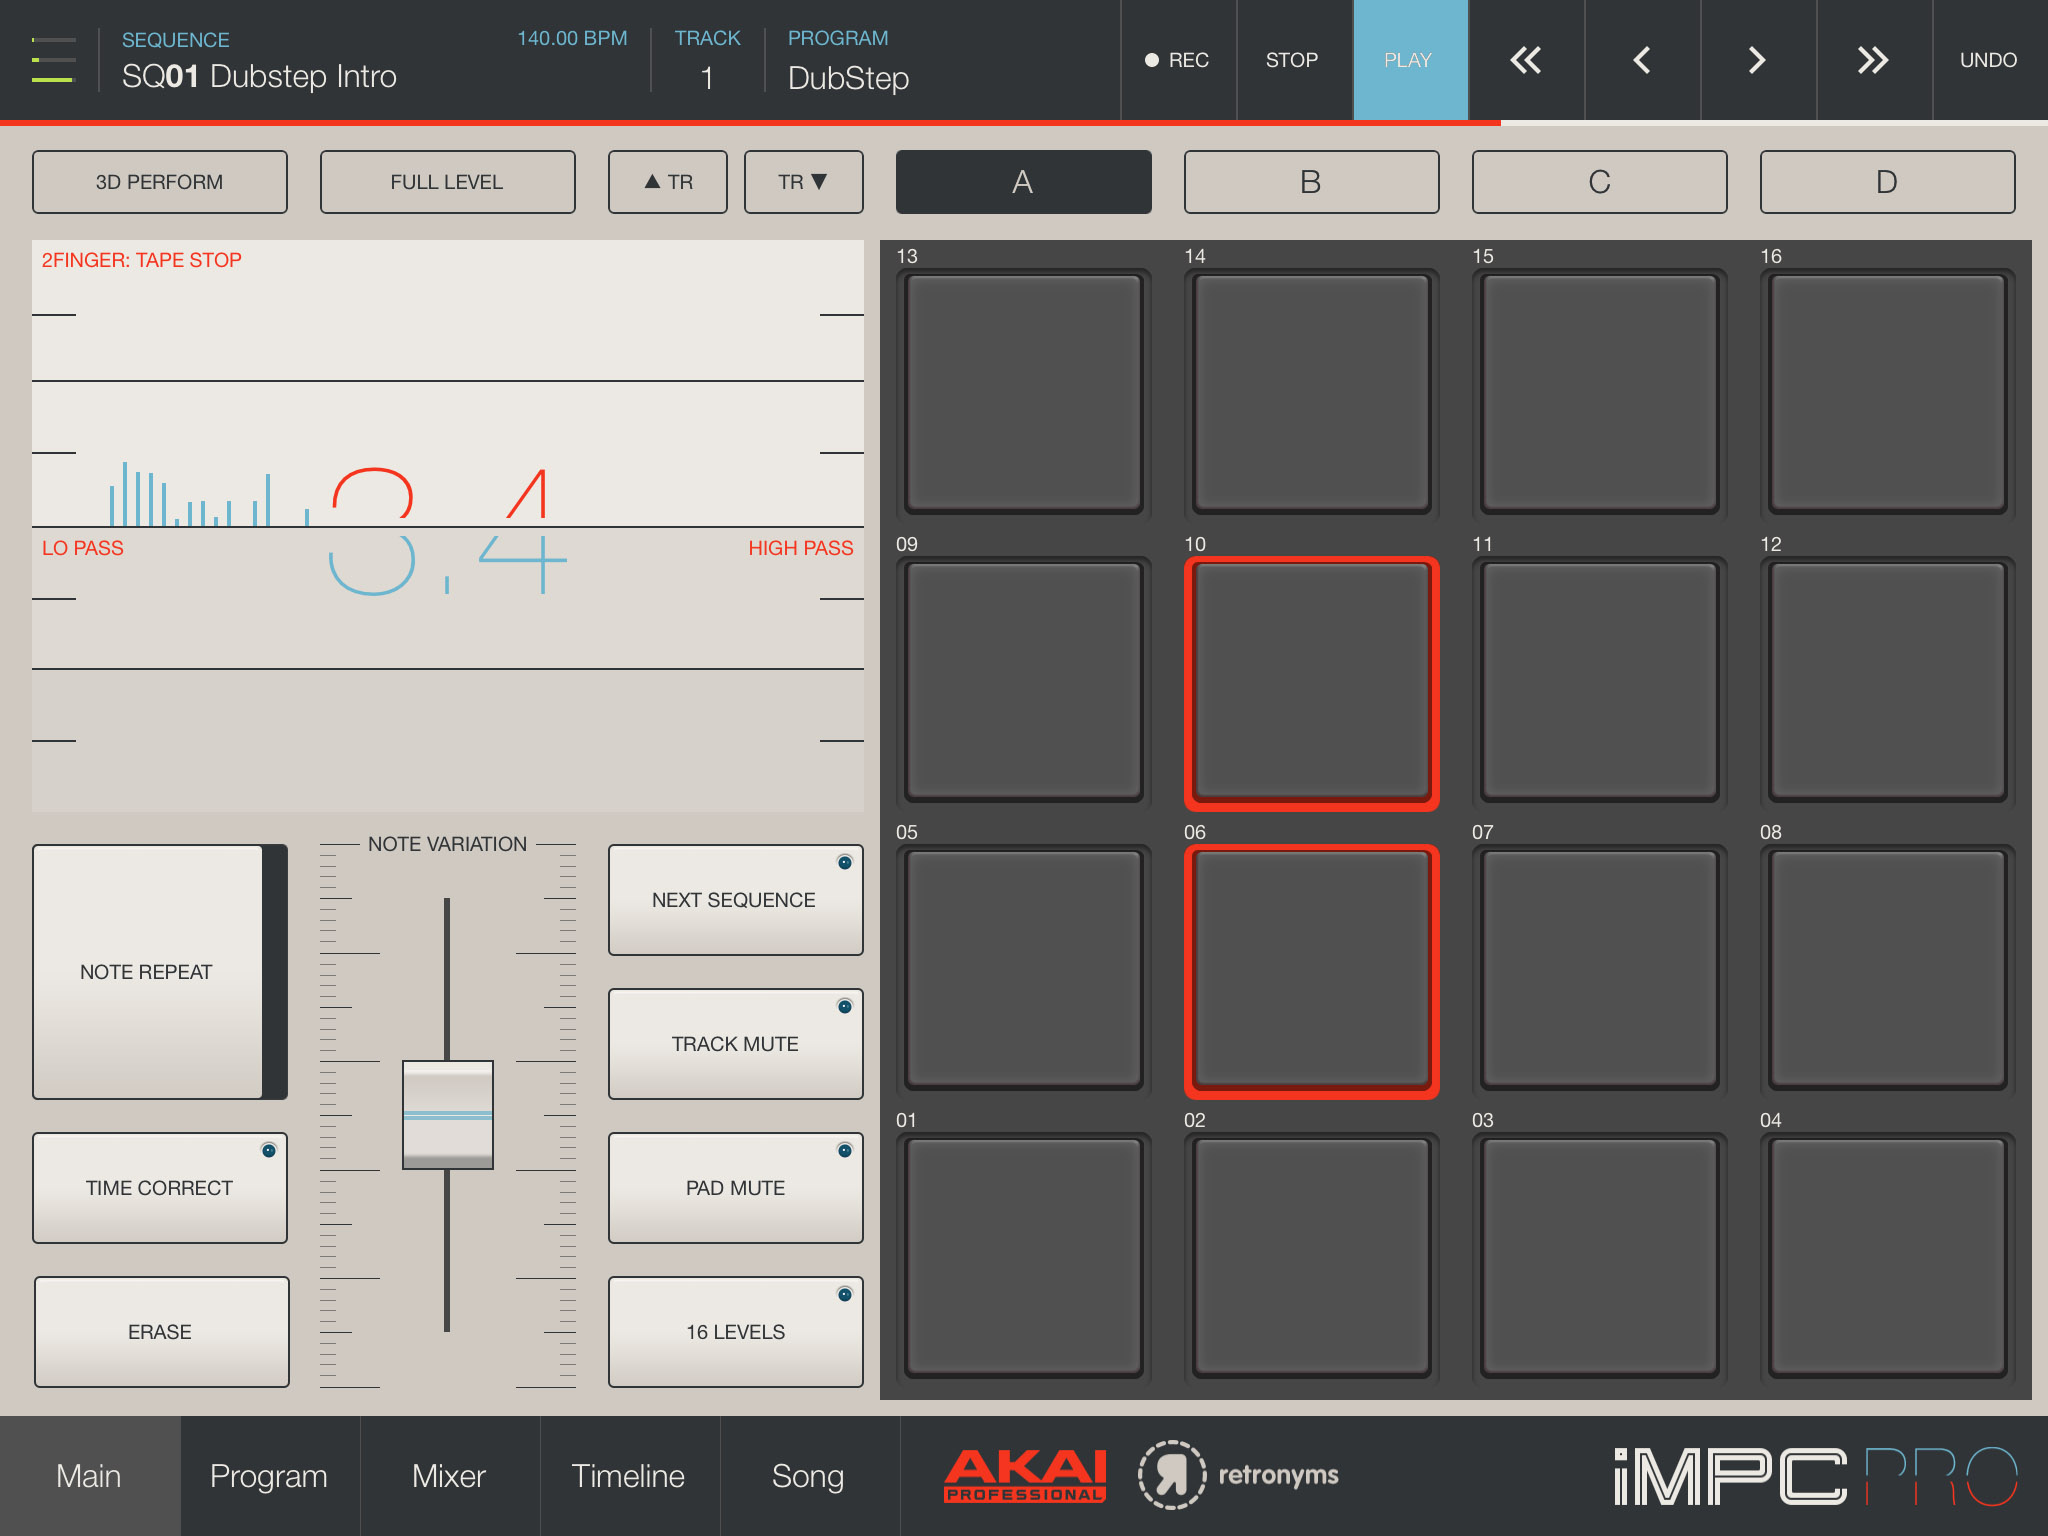 SEQUENCE
SQ01 Dubstep Intro
140.00 BPM
TRACK
1
PROGRAM
DubStep
REC
STOP
PLAY
UNDO
3D PERFORM
FULL LEVEL
▲ TR
TR ▼
A
B
C
D
2FINGER: TAPE STOP
3.4
LO PASS
HIGH PASS
13
14
15
16
09
10
11
12
05
06
07
08
01
02
03
04
NOTE REPEAT
NOTE VARIATION
NEXT SEQUENCE
TRACK MUTE
TIME CORRECT
PAD MUTE
ERASE
16 LEVELS
Main
Program
Mixer
Timeline
Song
AKAI
PROFESSIONAL
retronyms
iMPC PRO